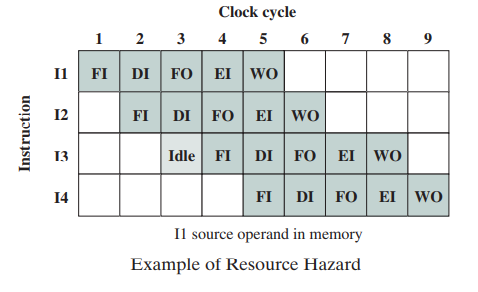 Clock cycle
1 2 3 4 5 6 7 8 9
Instruction
I1 FI DI FO EI WO
I2 FI DI FO EI WO
I3 Idle FI DI FO EI WO
I4 FI DI FO EI WO
I1 source operand in memory
Example of Resource Hazard